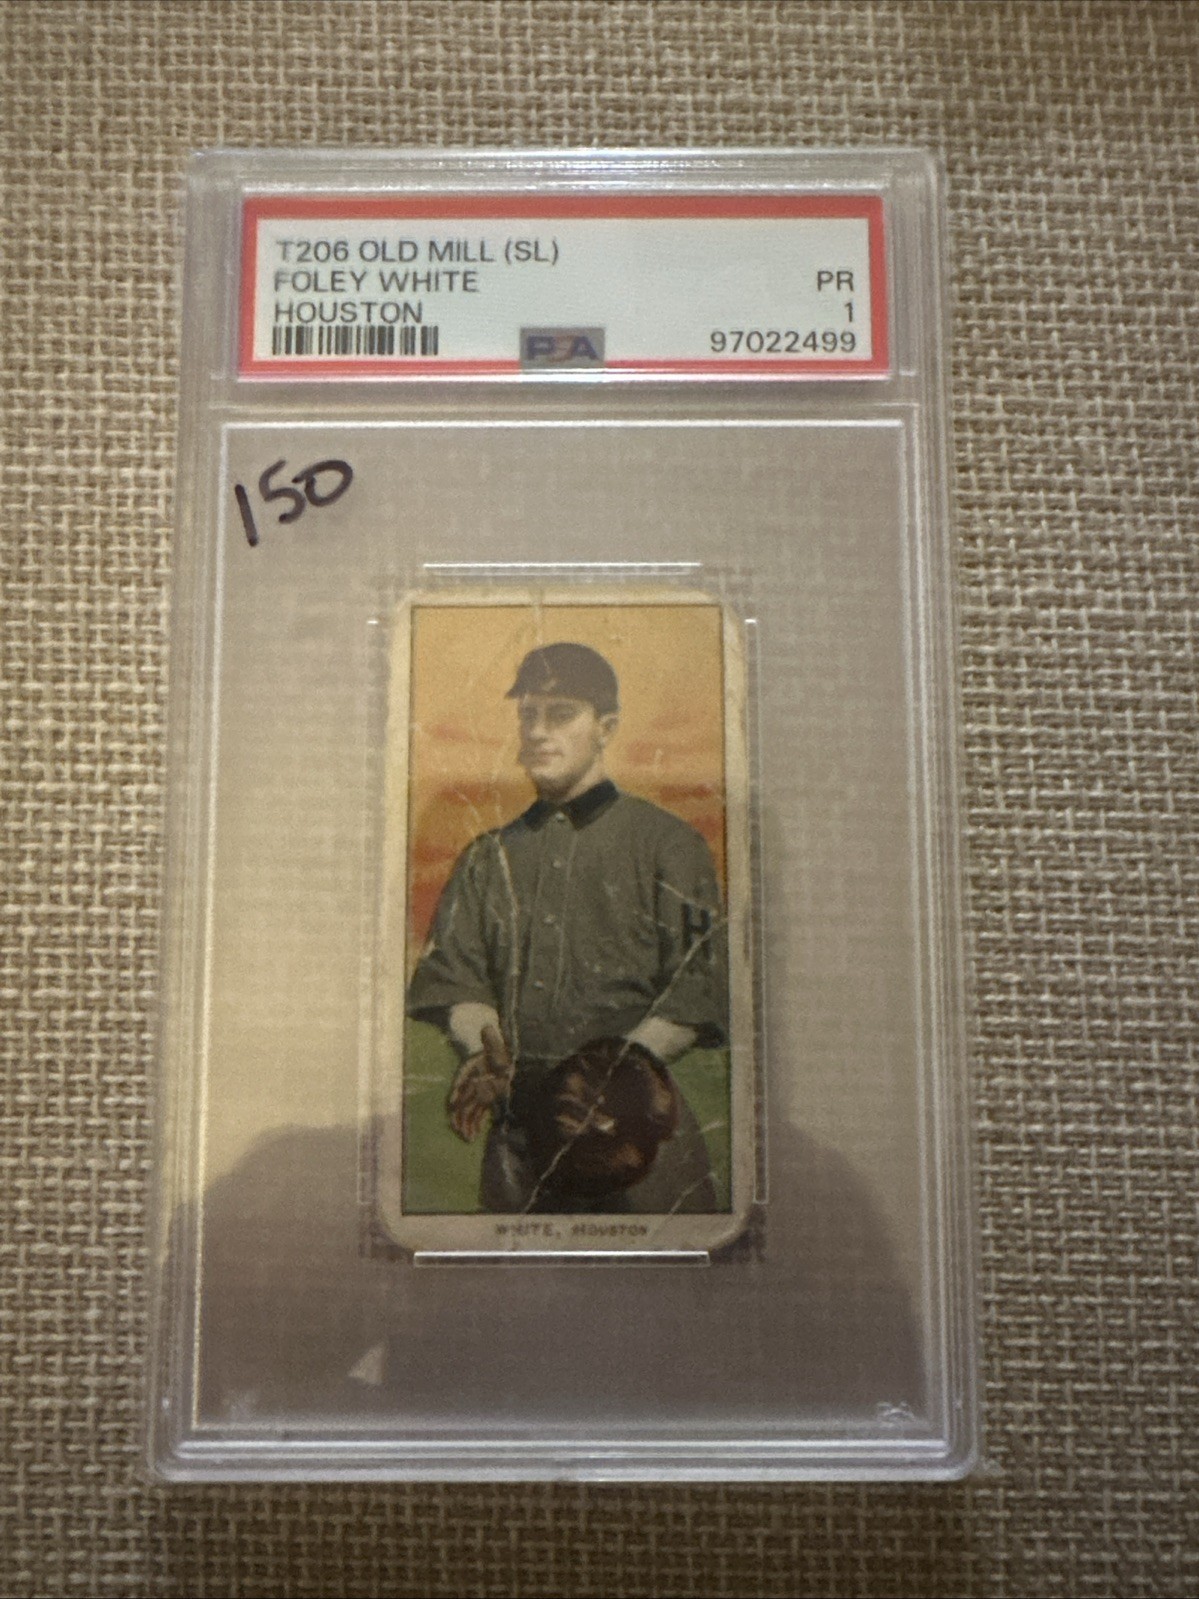 T206 OLD MILL (SL)
FOLEY WHITE PR
HOUSTON 1
PSA 97022499
150
H
WHITE, HOUSTON